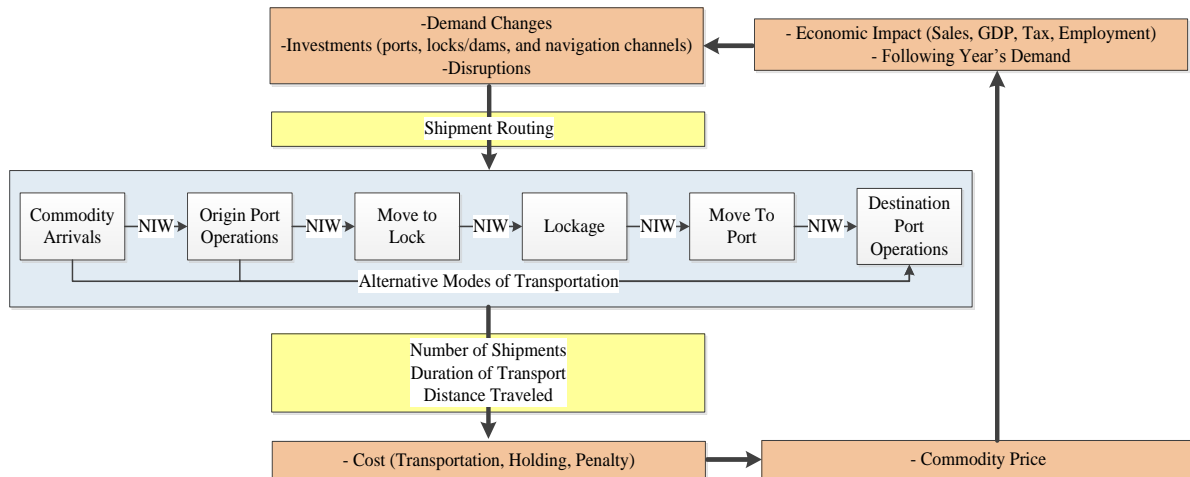 -Demand Changes
-Investments (ports, locks/dams, and navigation channels)
-Disruptions
- Economic Impact (Sales, GDP, Tax, Employment)
- Following Year's Demand
Shipment Routing
Commodity
Arrivals
NIW
Origin Port
Operations
NIW
Move to
Lock
NIW
Lockage
NIW
Move To
Port
NIW
Destination
Port
Operations
Alternative Modes of Transportation
Number of Shipments
Duration of Transport
Distance Traveled
- Cost (Transportation, Holding, Penalty)
- Commodity Price